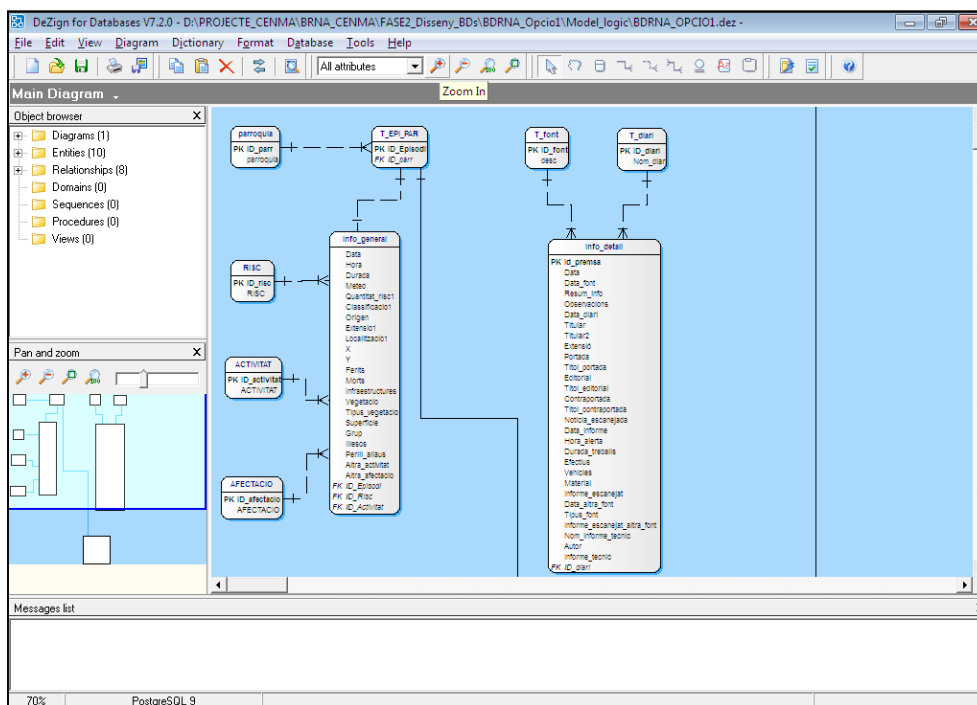 DeZign for Databases V7.2.0 - D:\PROJECTE_CENMA\BRNA_CENMA\FASE2_Disseny_BDs\BDRNA_Opcio1\Model_logic\BDRNA_OPCIO1.dez -
File Edit View Diagram Dictionary Format Database Tools Help
All attributes
Zoom In
Main Diagram
Object browser
X
Diagrams (1)
Entities (10)
Relationships (8)
Domains (0)
Sequences (0)
Procedures (0)
Views (0)
Pan and zoom
X
parroquia
PK ID_parr
parroquia
T_EPI_PAR
PK ID_Episodi
FK ID_parr
T_font
PK ID_font
desc
T_diari
PK ID_diari
Nom_diar
Info_general
Data
Hora
Durada
Meteo
Quantitat_risc1
Classificacio1
Origen
Extensio1
Localitzacio1
X
Y
Ferits
Morts
Infraestructures
Vegetacio
Tipus_vegetacio
Superficie
Grup
Illesos
Perill_allaus
Altra_activitat
Altra_afectacio
FK ID_Episodi
FK ID_Risc
FK ID_Activitat
RISC
PK ID_risc
RISC
ACTIVITAT
PK ID_activitat
ACTIVITAT
AFECTACIO
PK ID_afectacio
AFECTACIO
Info_detall
PK Id_premsa
Data
Data_font
Resum_info
Observacions
Data_diari
Titular
Titular2
Extensió
Portada
Titol_portada
Editorial
Titol_editorial
Contraportada
Titol_contraportada
Noticia_escanejada
Data_informe
Hora_alerta
Durada_treballs
Efectius
Vehicles
Material
Informe_escanejat
Data_altra_font
Tipus_font
Informe_escanejat_altra_font
Nom_informe_tecnic
Autor
Informe_tecnic
FK ID_diari
Messages list
70% PostgreSQL 9